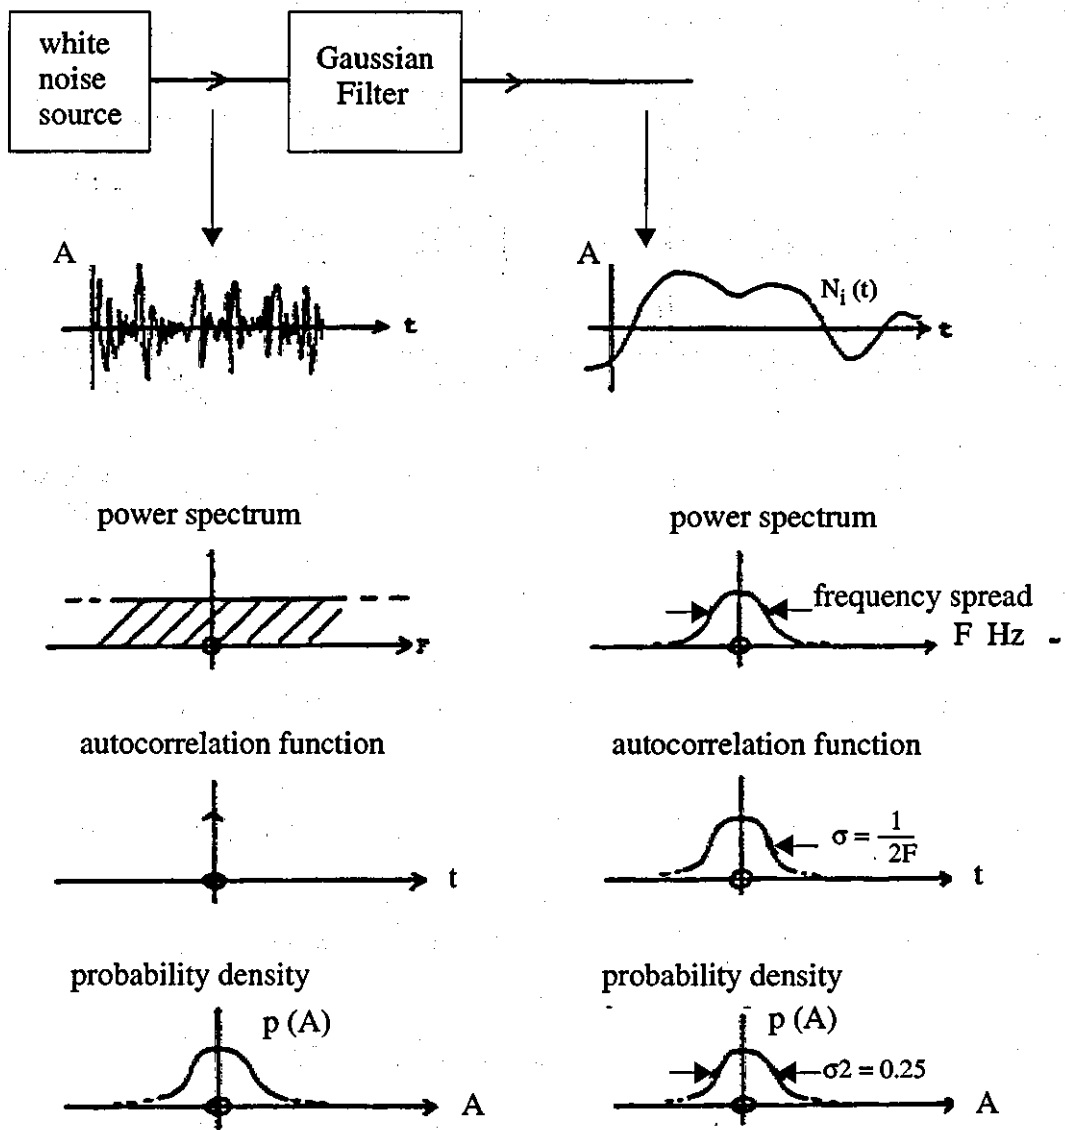 white
noise
source
Gaussian
Filter
A
t
A
N_i (t)
t
power spectrum
power spectrum
F
frequency spread
F Hz -
autocorrelation function
autocorrelation function
t
σ = 1/2F
t
probability density
probability density
p (A)
A
p (A)
σ2 = 0.25
A